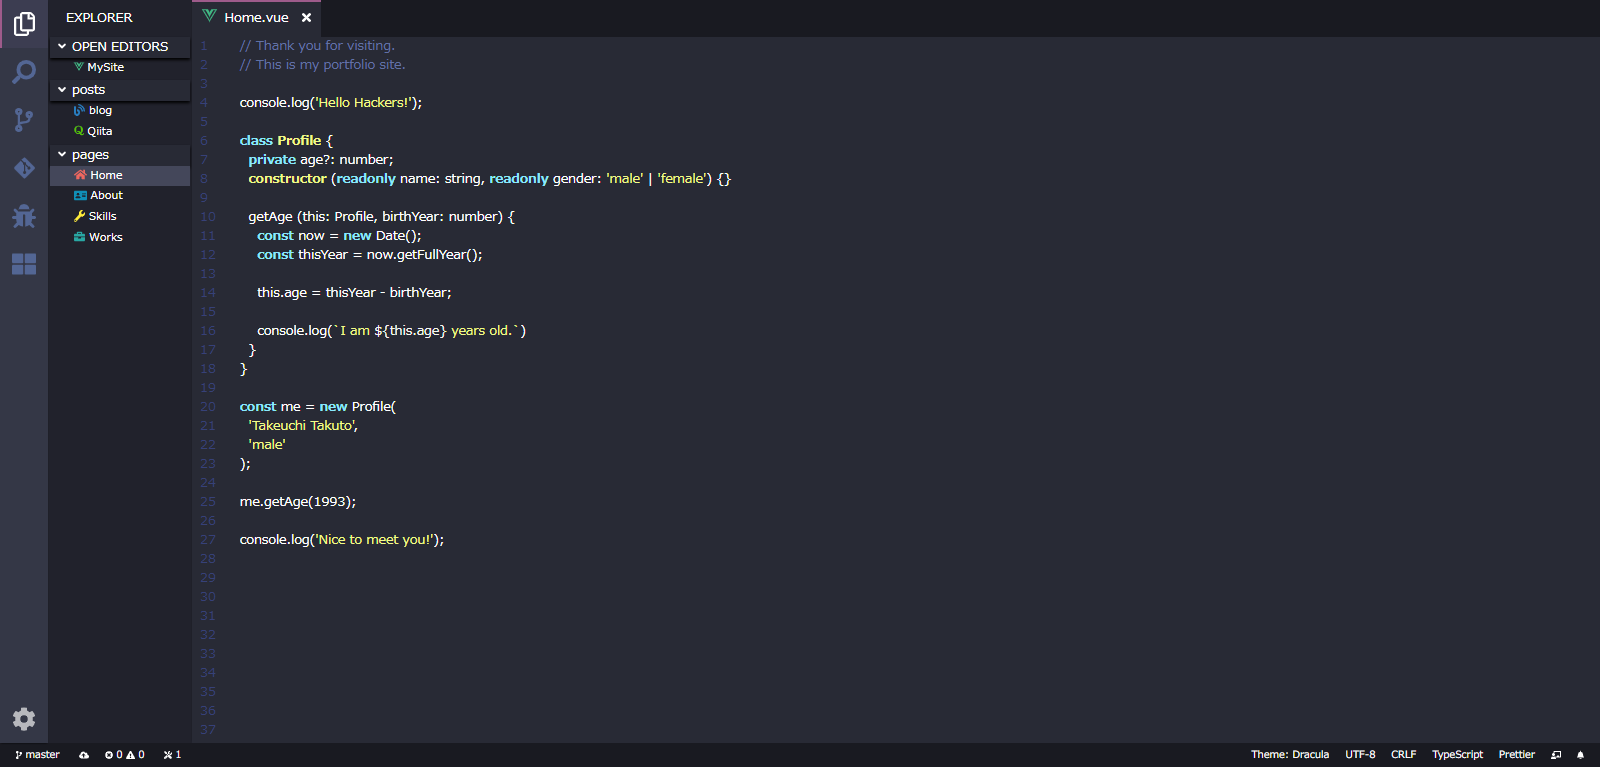 EXPLORER
OPEN EDITORS
MySite
posts
blog
Qiita
pages
Home
About
Skills
Works
Home.vue
1 // Thank you for visiting.
2 // This is my portfolio site.
3
4 console.log('Hello Hackers!');
5
6 class Profile {
7 private age?: number;
8 constructor (readonly name: string, readonly gender: 'male' | 'female') {}
9
10 getAge (this: Profile, birthYear: number) {
11 const now = new Date();
12 const thisYear = now.getFullYear();
13
14 this.age = thisYear - birthYear;
15
16 console.log(`I am ${this.age} years old.`)
17 }
18 }
19
20 const me = new Profile(
21 'Takeuchi Takuto',
22 'male'
23 );
24
25 me.getAge(1993);
26
27 console.log('Nice to meet you!');
28
29
30
31
32
33
34
35
36
37
master 0 0 1 Theme: Dracula UTF-8 CRLF TypeScript Prettier